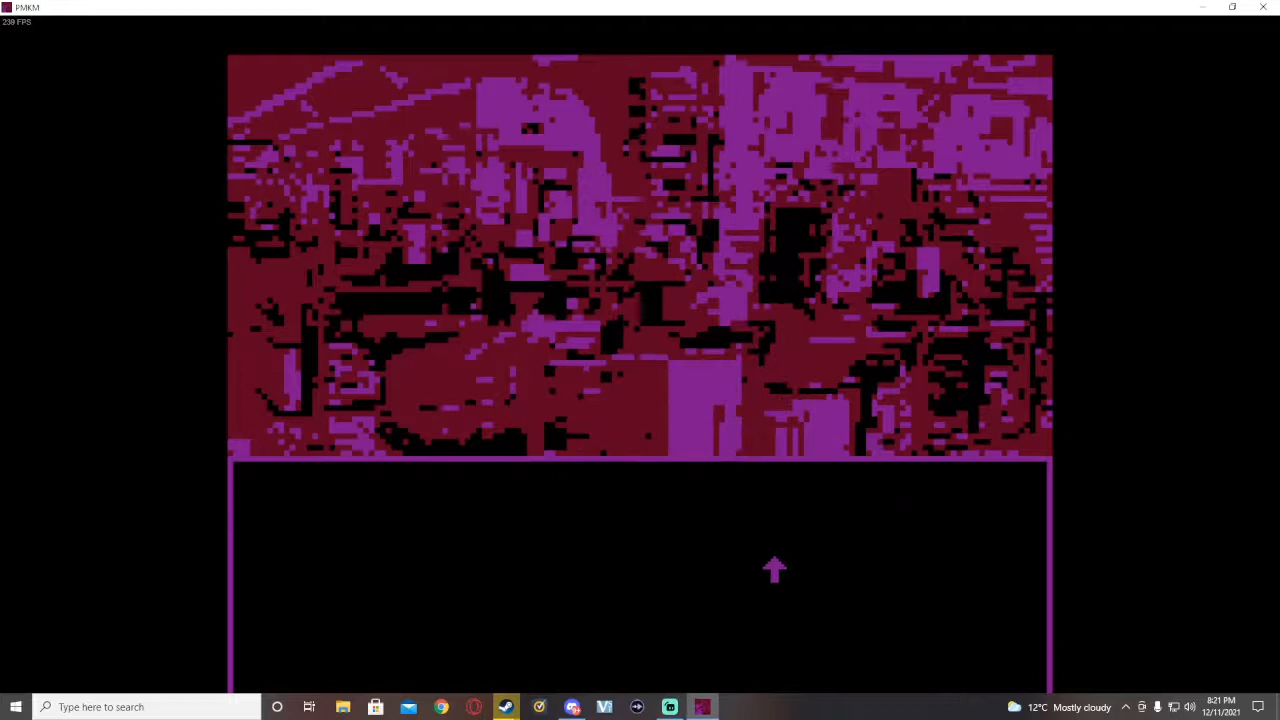 PMKM
239 FPS
Type here to search
12°C Mostly cloudy
8:21 PM
12/11/2021